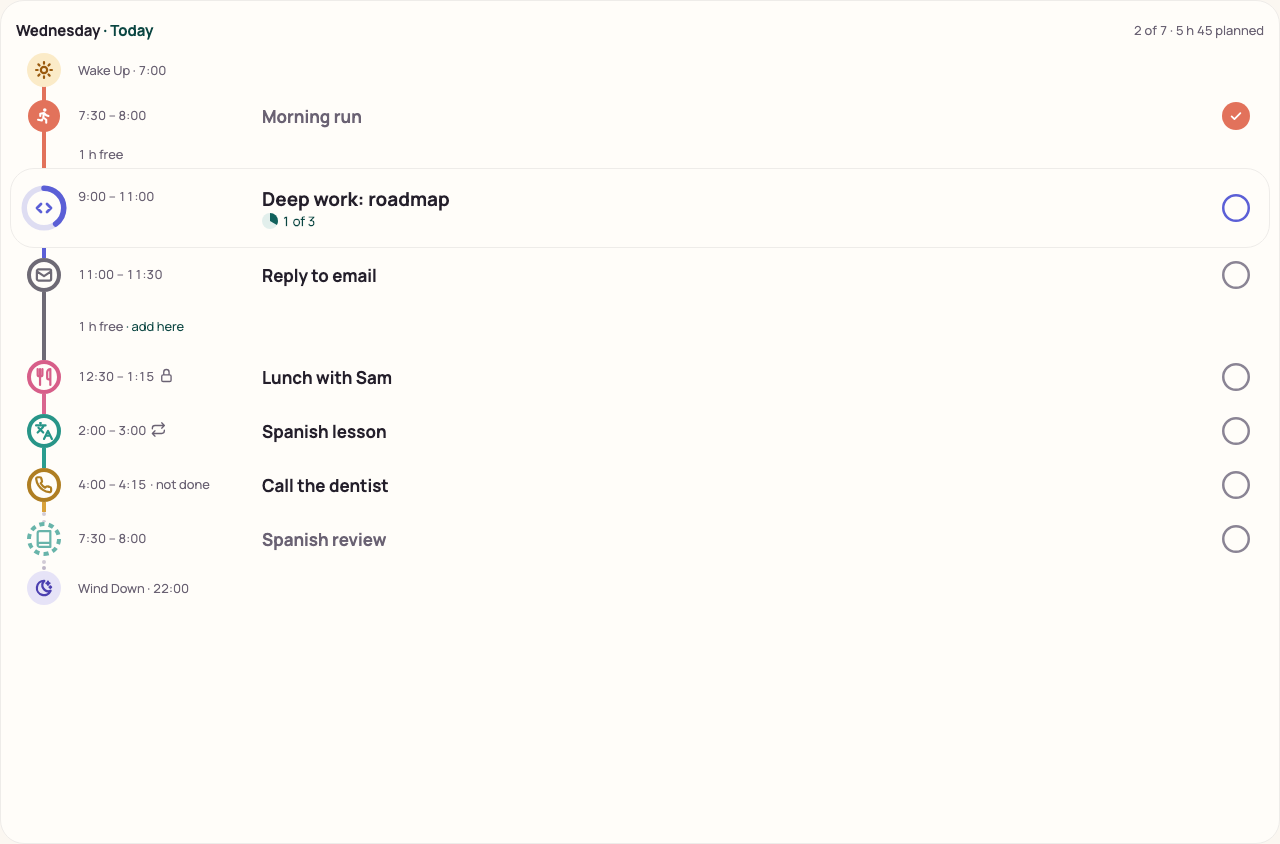 Wednesday · Today
2 of 7 · 5 h 45 planned
Wake Up · 7:00
7:30 – 8:00 Morning run
1 h free
9:00 – 11:00 Deep work: roadmap
1 of 3
11:00 – 11:30 Reply to email
1 h free · add here
12:30 – 1:15 Lunch with Sam
2:00 – 3:00 Spanish lesson
4:00 – 4:15 · not done Call the dentist
7:30 – 8:00 Spanish review
Wind Down · 22:00